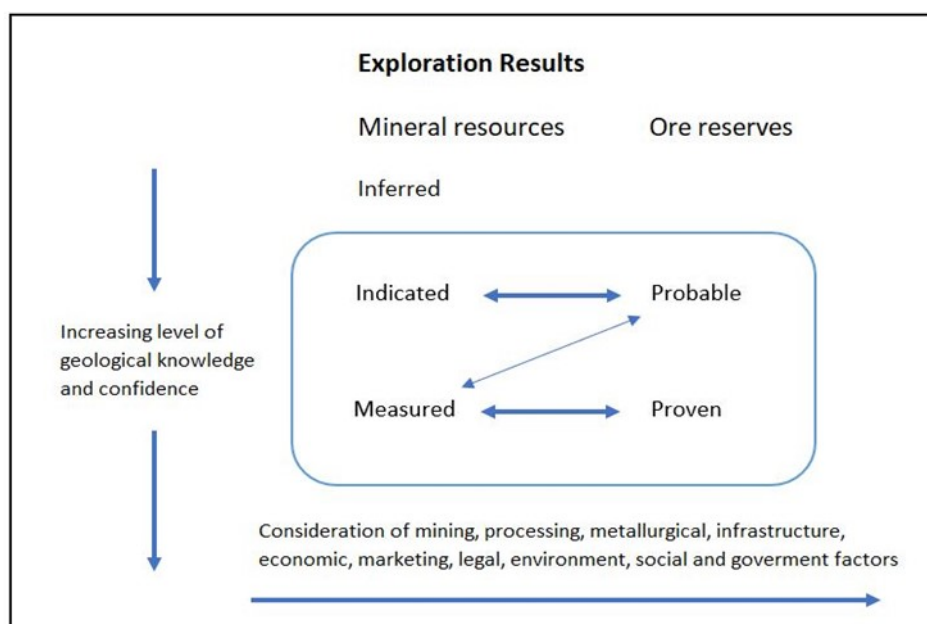 Exploration Results
Mineral resources Ore reserves
Inferred
Indicated Probable
Increasing level of
geological knowledge
and confidence
Measured Proven
Consideration of mining, processing, metallurgical, infrastructure,
economic, marketing, legal, environment, social and goverment factors